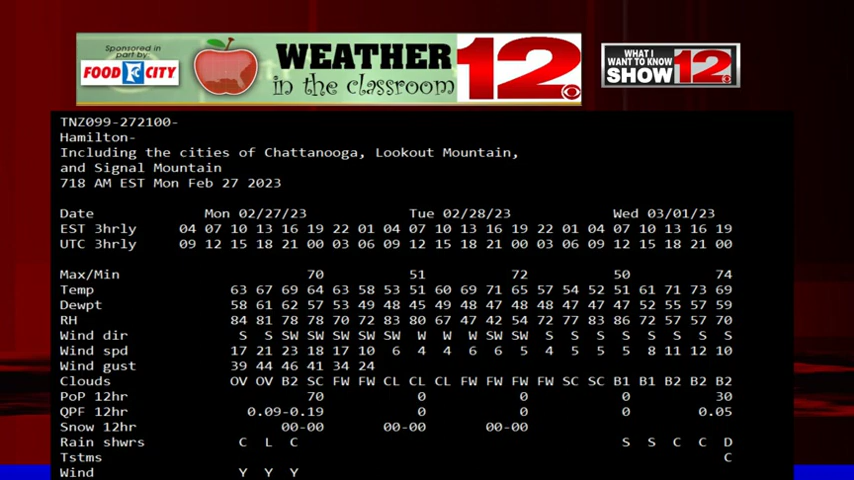 Sponsored in
part by:
FOOD CITY
WEATHER
in the classroom
12
WHAT I
WANT TO KNOW
SHOW 12
TNZ099-272100-
Hamilton-
Including the cities of Chattanooga, Lookout Mountain,
and Signal Mountain
718 AM EST Mon Feb 27 2023
Date Mon 02/27/23 Tue 02/28/23 Wed 03/01/23
EST 3hrly 04 07 10 13 16 19 22 01 04 07 10 13 16 19 22 01 04 07 10 13 16 19
UTC 3hrly 09 12 15 18 21 00 03 06 09 12 15 18 21 00 03 06 09 12 15 18 21 00
Max/Min 70 51 72 50 74
Temp 63 67 69 64 63 58 53 51 60 69 71 65 57 54 52 51 61 71 73 69
Dewpt 58 61 62 57 53 49 48 45 49 48 47 48 48 47 47 47 52 55 57 59
RH 84 81 78 78 70 72 83 80 67 47 42 54 72 77 83 86 72 57 57 70
Wind dir S S SW SW SW SW SW W W W SW SW S S S S S S S S
Wind spd 17 21 23 18 17 10 6 4 4 6 6 5 4 5 5 5 8 11 12 10
Wind gust 39 44 46 41 34 24
Clouds OV OV B2 SC FW FW CL CL CL FW FW FW FW SC SC B1 B1 B2 B2 B2
PoP 12hr 70 0 0 0 30
QPF 12hr 0.09-0.19 0 0 0 0.05
Snow 12hr 00-00 00-00 00-00
Rain shwrs C L C S S C C D
Tstms C
Wind Y Y Y